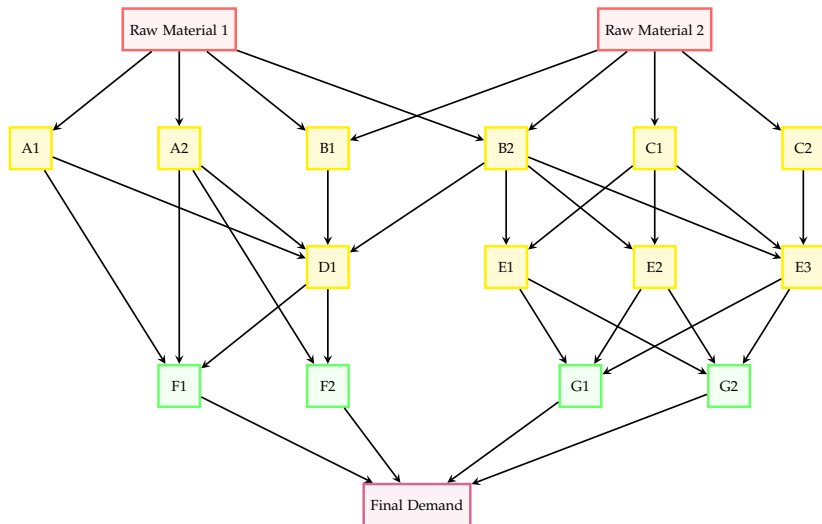 Raw Material 1
Raw Material 2
A1
A2
B1
B2
C1
C2
D1
E1
E2
E3
F1
F2
G1
G2
Final Demand